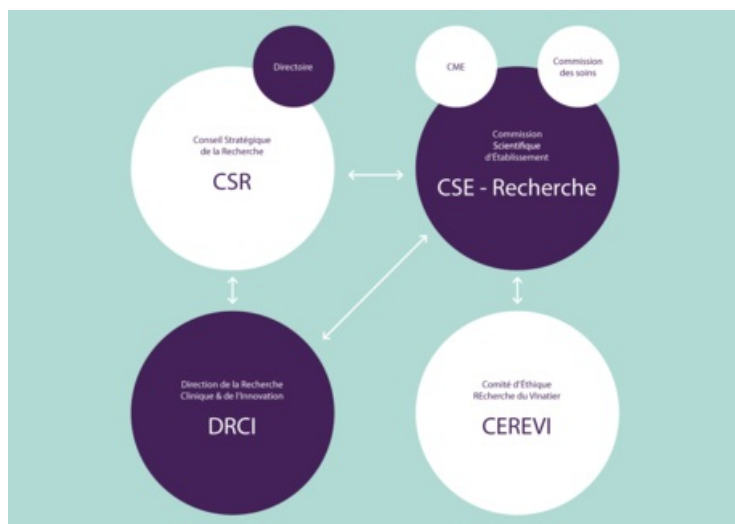 Directoire
Conseil Stratégique
de la Recherche
CSR
CME
Commission
des soins
Commission
Scientifique
d'Etablissement
CSE - Recherche
Direction de la Recherche
Clinique & de l'Innovation
DRCI
Comité d'Éthique
REcherche du Vinatier
CEREVI